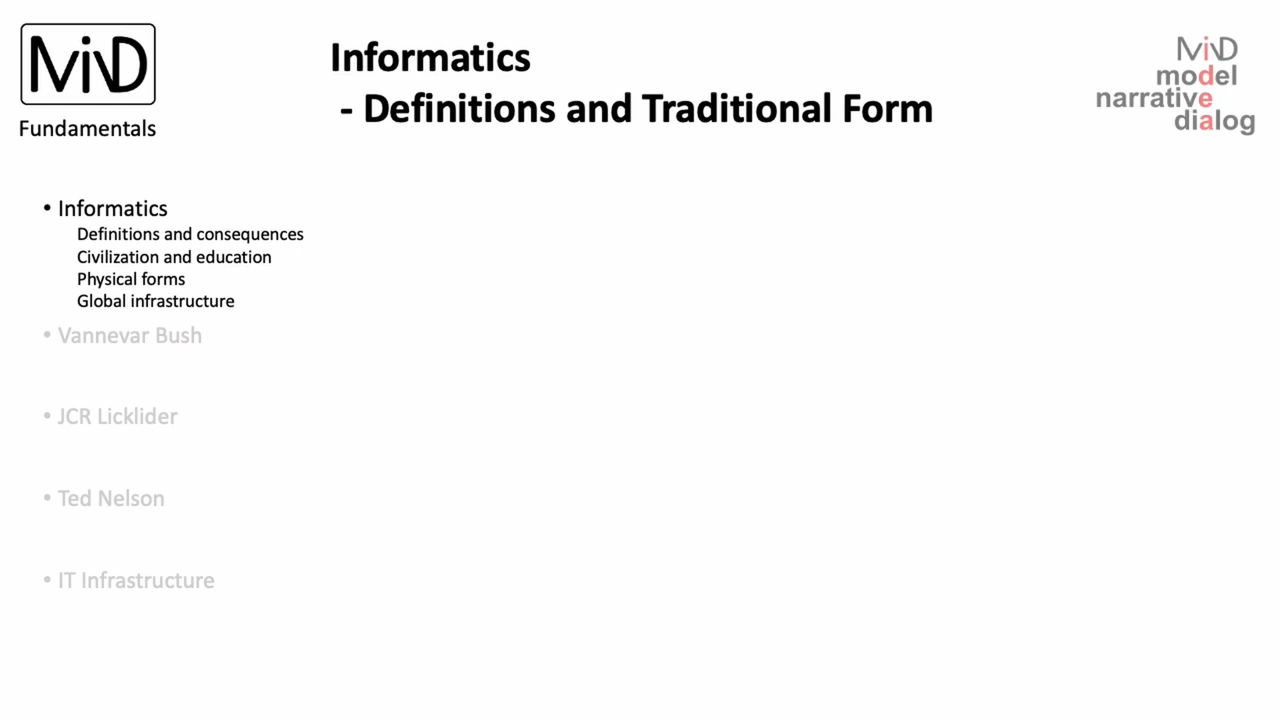 MIND
Fundamentals
Informatics
- Definitions and Traditional Form
MIND
model
narrative
dialog
• Informatics
Definitions and consequences
Civilization and education
Physical forms
Global infrastructure
• Vannevar Bush
• JCR Licklider
• Ted Nelson
• IT Infrastructure